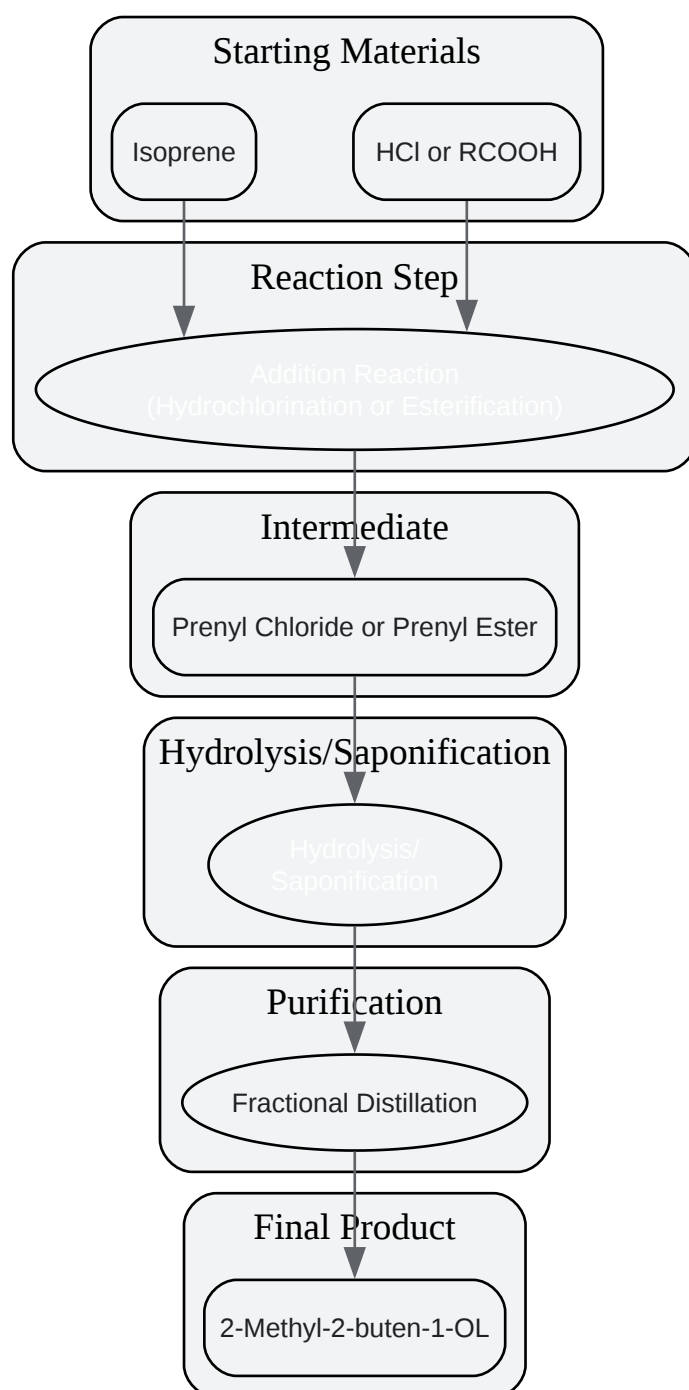 Starting Materials
Isoprene
HCl or RCOOH
Reaction Step
Addition Reaction
(Hydrochlorination or Esterification)
Intermediate
Prenyl Chloride or Prenyl Ester
Hydrolysis/Saponification
Hydrolysis/
Saponification
Purification
Fractional Distillation
Final Product
2-Methyl-2-buten-1-OL